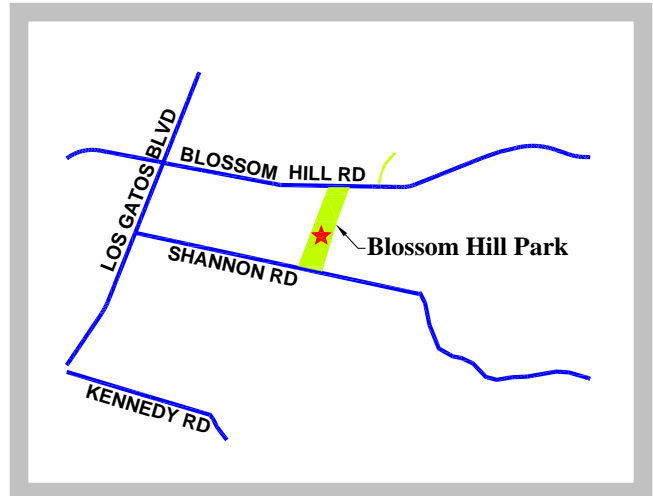 LOS GATOS BLVD
BLOSSOM HILL RD
Blossom Hill Park
SHANNON RD
KENNEDY RD